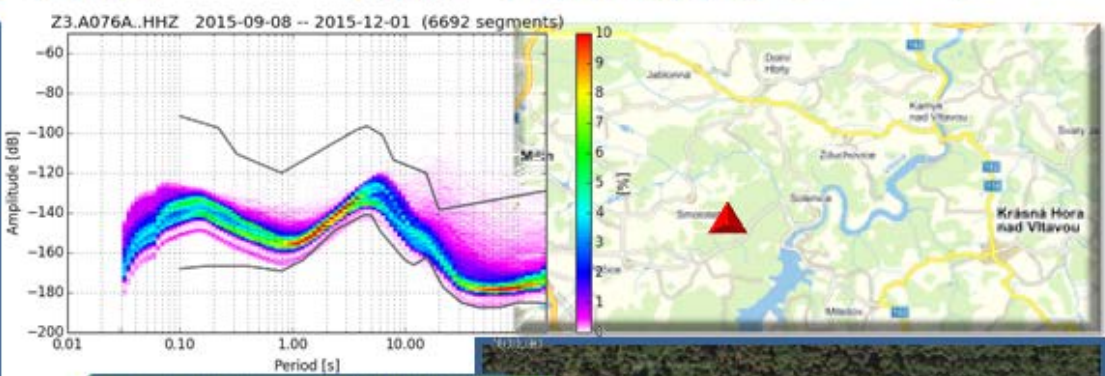 Z3.A076A..HHZ 2015-09-08 -- 2015-12-01 (6692 segments)
Amplitude [dB]
−60
−80
−100
−120
−140
−160
−180
−200
0.01
0.10
1.00
10.00
Period [s]
10
9
8
7
6
5
4
3
2
1
[%]
Jablonná
Dolní
Hbity
Kamýk
nad Vltavou
Zduchovice
Solenice
Krásná Hora
nad Vltavou
Milešov